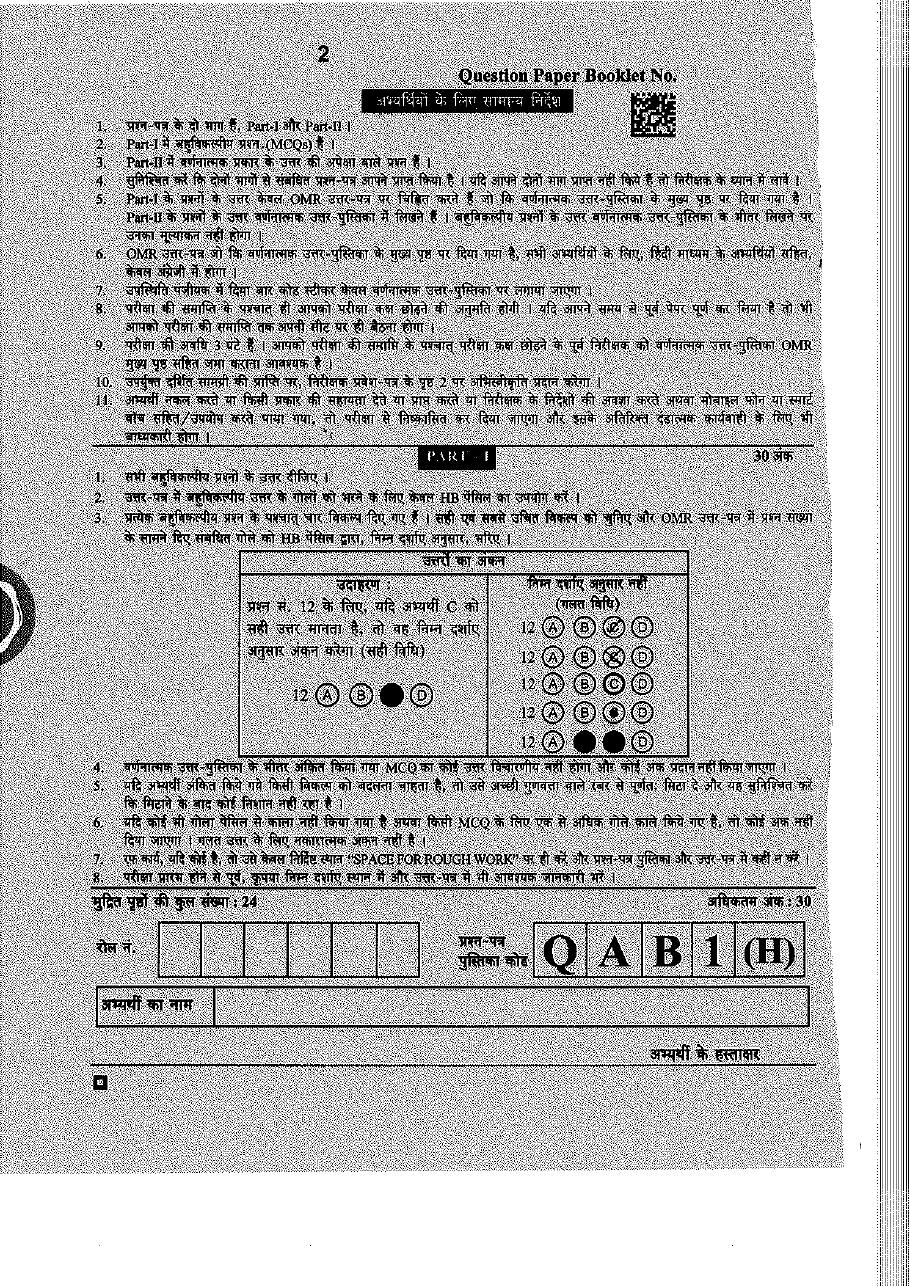 2
Question Paper Booklet No.
अभ्यर्थियों के लिए सामान्य निर्देश
1. प्रश्न-पत्र के दो भाग हैं, Part-I और Part-II ।
2. Part-I में बहुविकल्पीय प्रश्न (MCQs) हैं ।
3. Part-II में वर्णनात्मक प्रकार के उत्तर की अपेक्षा वाले प्रश्न हैं ।
4. सुनिश्चित करें कि दोनों भागों से संबंधित प्रश्न-पत्र आपने प्राप्त किया है । यदि आपने दोनों भाग प्राप्त नहीं किये हैं तो निरीक्षक के ध्यान में लावें ।
5. Part-I के प्रश्नों के उत्तर केवल OMR उत्तर-पत्र पर चिह्नित करने हैं जो कि वर्णनात्मक उत्तर-पुस्तिका के मुख्य पृष्ठ पर दिया गया है ।
Part-II के प्रश्नों के उत्तर वर्णनात्मक उत्तर-पुस्तिका में लिखने हैं । बहुविकल्पीय प्रश्नों के उत्तर वर्णनात्मक उत्तर-पुस्तिका के भीतर लिखने पर
उनका मूल्यांकन नहीं होगा ।
6. OMR उत्तर-पत्र जो कि वर्णनात्मक उत्तर-पुस्तिका के मुख्य पृष्ठ पर दिया गया है, सभी अभ्यर्थियों के लिए, हिंदी माध्यम के अभ्यर्थियों सहित,
केवल अंग्रेजी में होगा ।
7. उपस्थिति पंजीयक में दिया बार कोड स्टीकर केवल वर्णनात्मक उत्तर-पुस्तिका पर लगाया जाएगा ।
8. परीक्षा की समाप्ति के पश्चात् ही आपको परीक्षा कक्ष छोड़ने की अनुमति होगी । यदि आपने समय से पूर्व पेपर पूर्ण कर लिया है तो भी
आपको परीक्षा की समाप्ति तक अपनी सीट पर ही बैठना होगा ।
9. परीक्षा की अवधि 3 घंटे हैं । आपको परीक्षा की समाप्ति के पश्चात् परीक्षा कक्ष छोड़ने के पूर्व निरीक्षक को वर्णनात्मक उत्तर-पुस्तिका OMR
मुख्य पृष्ठ सहित जमा कराना आवश्यक है ।
10. उपर्युक्त दर्शित सामग्री की प्राप्ति पर, निरीक्षक प्रवेश-पत्र के पृष्ठ 2 पर अभिस्वीकृति प्रदान करेगा ।
11. अभ्यर्थी नकल करते या किसी प्रकार की सहायता देते या प्राप्त करते या निरीक्षक के निर्देशों की अवज्ञा करते अथवा मोबाइल फोन या स्मार्ट
वॉच सहित/उपयोग करते पाया गया, तो परीक्षा से निष्कासित कर दिया जाएगा और इसके अतिरिक्त दंडात्मक कार्यवाही के लिए भी
बाध्यकारी होगा ।
PART – I
30 अंक
1. सभी बहुविकल्पीय प्रश्नों के उत्तर दीजिए ।
2. उत्तर-पत्र में बहुविकल्पीय उत्तर के गोलों को भरने के लिए केवल HB पेंसिल का उपयोग करें ।
3. प्रत्येक बहुविकल्पीय प्रश्न के पश्चात् चार विकल्प दिए गए हैं । सही एवं सबसे उचित विकल्प को चुनिए और OMR उत्तर-पत्र में प्रश्न संख्या
के सामने दिए संबंधित गोले को HB पेंसिल द्वारा, निम्न दर्शाए अनुसार, भरिए ।
उत्तरों का अंकन
उदाहरण :
प्रश्न सं. 12 के लिए, यदि अभ्यर्थी C को
सही उत्तर मानता है, तो वह निम्न दर्शाए
अनुसार अंकन करेगा (सही विधि)
12 A B D
निम्न दर्शाए अनुसार नहीं
(गलत विधि)
12 A B C D
12 A B C D
12 A B C D
12 A B D
12 A D
4. वर्णनात्मक उत्तर-पुस्तिका के भीतर अंकित किया गया MCQ का कोई उत्तर विचारणीय नहीं होगा और कोई अंक प्रदान नहीं किया जाएगा ।
5. यदि अभ्यर्थी अंकित किये गये किसी विकल्प को बदलना चाहता है, तो उसे अच्छी गुणवत्ता वाले रबर से पूर्णतः मिटा दें और यह सुनिश्चित करें
कि मिटाने के बाद कोई निशान नहीं रहा है ।
6. यदि कोई भी गोला पेंसिल से काला नहीं किया गया है अथवा किसी MCQ के लिए एक से अधिक गोले काले किये गए हैं, तो कोई अंक नहीं
दिया जाएगा । गलत उत्तर के लिए नकारात्मक अंकन नहीं है ।
7. रफ कार्य, यदि कोई है, तो उसे केवल निर्दिष्ट स्थान “SPACE FOR ROUGH WORK” पर ही करें और प्रश्न-पत्र पुस्तिका और उत्तर-पत्र में कहीं न करें ।
8. परीक्षा प्रारंभ होने से पूर्व, कृपया निम्न दर्शाए स्थान में और उत्तर-पत्र में भी आवश्यक जानकारी भरें ।
मुद्रित पृष्ठों की कुल संख्या : 24
अधिकतम अंक : 30
रोल नं.
प्रश्न-पत्र
पुस्तिका कोड
Q A B 1 (H)
अभ्यर्थी का नाम
अभ्यर्थी के हस्ताक्षर